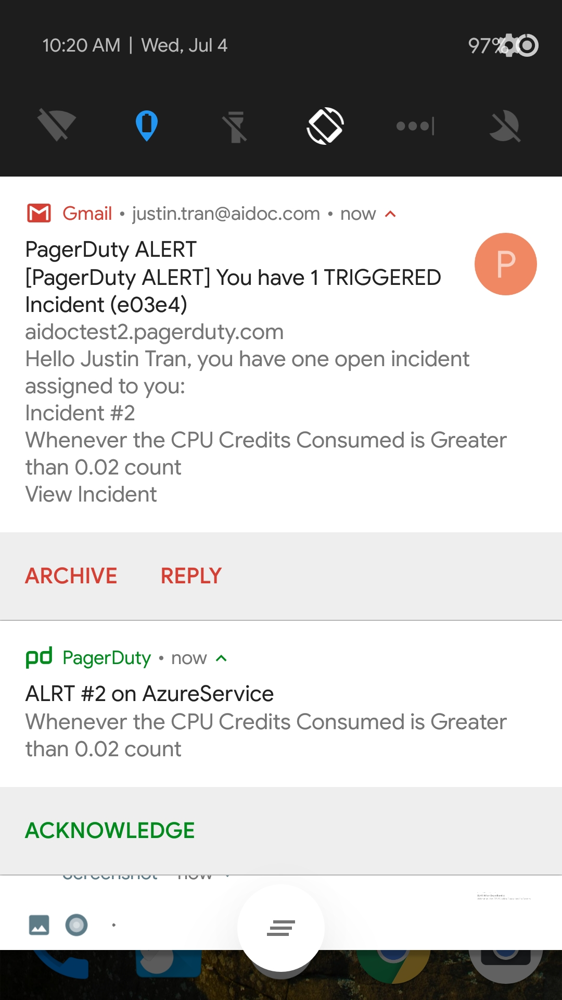 10:20 AM | Wed, Jul 4 97%
Gmail • justin.tran@aidoc.com • now
PagerDuty ALERT
P
[PagerDuty ALERT] You have 1 TRIGGERED
Incident (e03e4)
aidoctest2.pagerduty.com
Hello Justin Tran, you have one open incident
assigned to you:
Incident #2
Whenever the CPU Credits Consumed is Greater
than 0.02 count
View Incident
ARCHIVE REPLY
pd PagerDuty • now
ALRT #2 on AzureService
Whenever the CPU Credits Consumed is Greater
than 0.02 count
ACKNOWLEDGE
Screenshot now